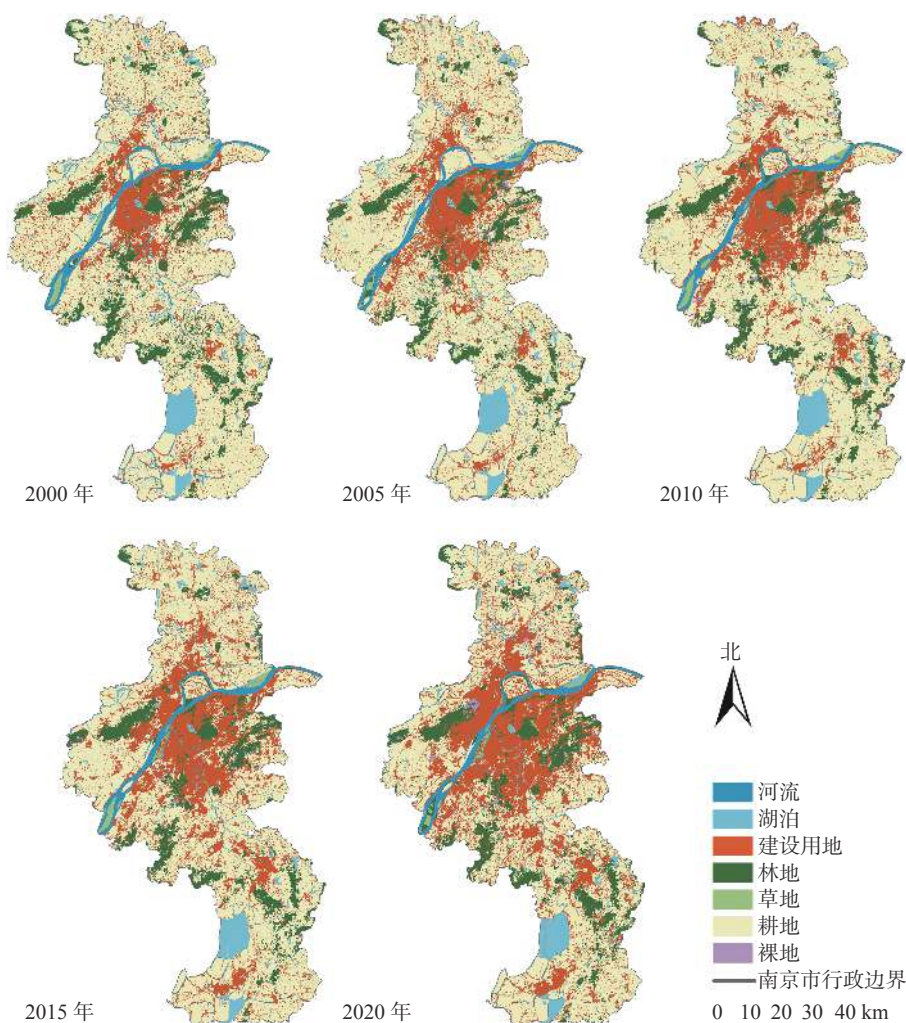 2000 年
2005 年
2010 年
2015 年
2020 年
北
河流
湖泊
建设用地
林地
草地
耕地
裸地
南京市行政边界
0 10 20 30 40 km